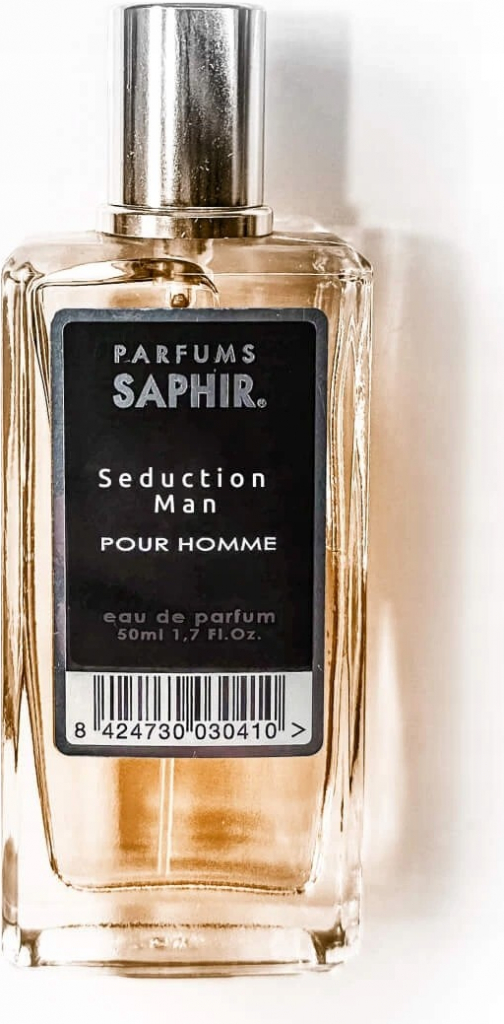 PARFUMS
SAPHIR®
Seduction
Man
POUR HOMME
eau de parfum
50ml 1,7 Fl.Oz.
8 424730 030410 >